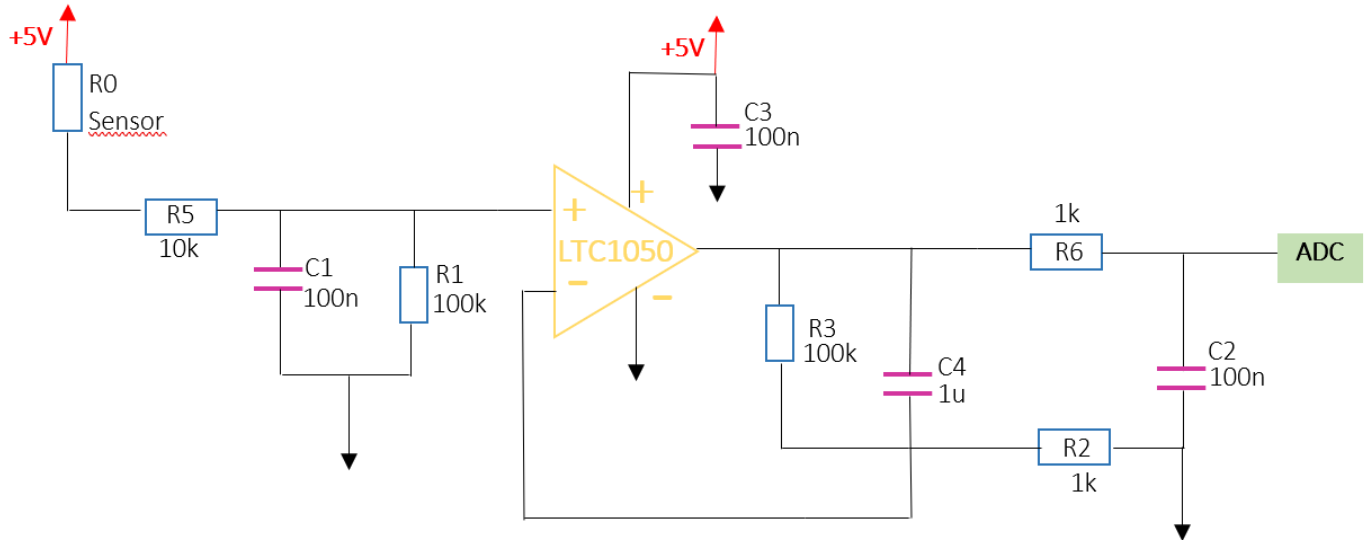 +5V
R0
Sensor
+5V
C3
100n
R5
10k
C1
100n
R1
100k
+
+
LTC1050
−
−
1k
R6
ADC
R3
100k
C4
1u
C2
100n
R2
1k